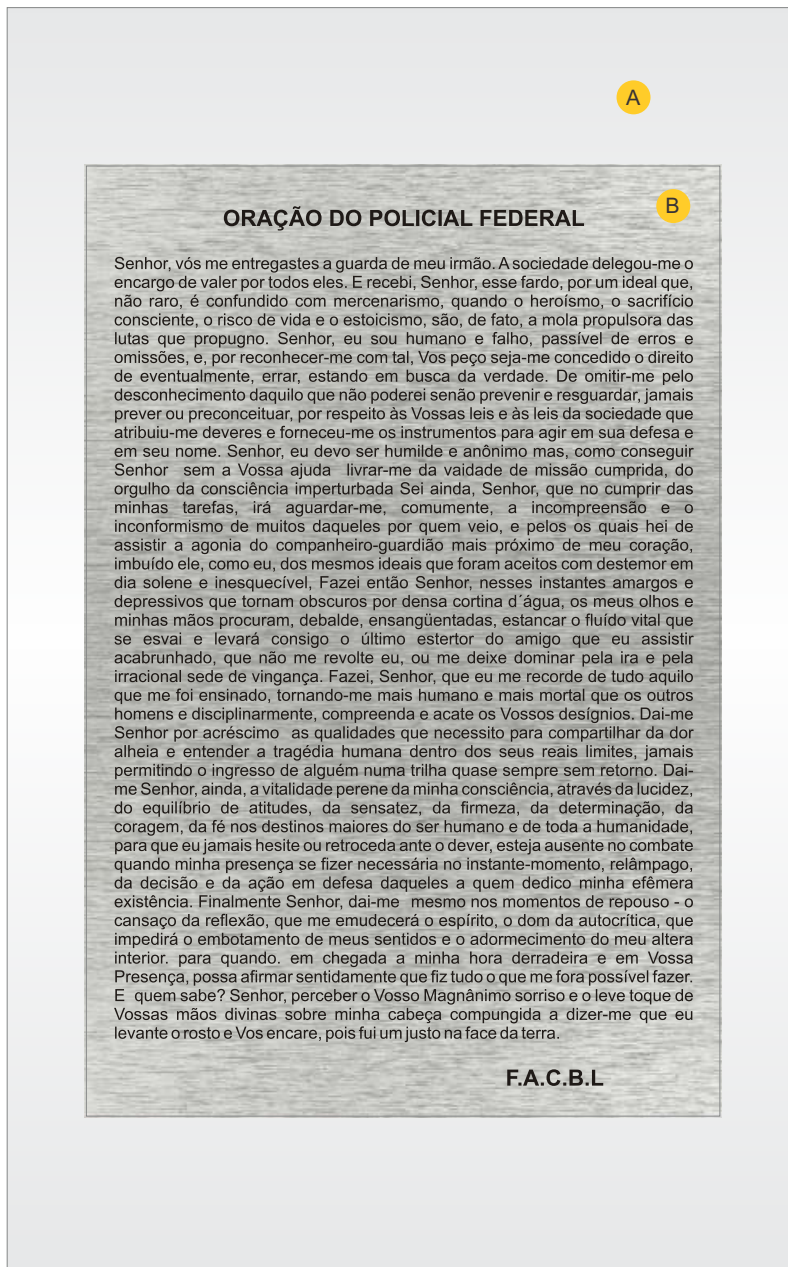 A
B
ORAÇÃO DO POLICIAL FEDERAL
Senhor, vós me entregastes a guarda de meu irmão. A sociedade delegou-me o
encargo de valer por todos eles. E recebi, Senhor, esse fardo, por um ideal que,
não raro, é confundido com mercenarismo, quando o heroísmo, o sacrifício
consciente, o risco de vida e o estoicismo, são, de fato, a mola propulsora das
lutas que propugno. Senhor, eu sou humano e falho, passível de erros e
omissões, e, por reconhecer-me com tal, Vos peço seja-me concedido o direito
de eventualmente, errar, estando em busca da verdade. De omitir-me pelo
desconhecimento daquilo que não poderei senão prevenir e resguardar, jamais
prever ou preconceituar, por respeito às Vossas leis e às leis da sociedade que
atribuiu-me deveres e forneceu-me os instrumentos para agir em sua defesa e
em seu nome. Senhor, eu devo ser humilde e anônimo mas, como conseguir
Senhor  sem a Vossa ajuda  livrar-me da vaidade de missão cumprida, do
orgulho da consciência imperturbada Sei ainda, Senhor, que no cumprir das
minhas tarefas, irá aguardar-me, comumente, a incompreensão e o
inconformismo de muitos daqueles por quem veio, e pelos os quais hei de
assistir a agonia do companheiro-guardião mais próximo de meu coração,
imbuído ele, como eu, dos mesmos ideais que foram aceitos com destemor em
dia solene e inesquecível, Fazei então Senhor, nesses instantes amargos e
depressivos que tornam obscuros por densa cortina d´água, os meus olhos e
minhas mãos procuram, debalde, ensangüentadas, estancar o fluído vital que
se esvai e levará consigo o último estertor do amigo que eu assistir
acabrunhado, que não me revolte eu, ou me deixe dominar pela ira e pela
irracional sede de vingança. Fazei, Senhor, que eu me recorde de tudo aquilo
que me foi ensinado, tornando-me mais humano e mais mortal que os outros
homens e disciplinarmente, compreenda e acate os Vossos desígnios. Dai-me
Senhor por acréscimo  as qualidades que necessito para compartilhar da dor
alheia e entender a tragédia humana dentro dos seus reais limites, jamais
permitindo o ingresso de alguém numa trilha quase sempre sem retorno. Dai-
me Senhor, ainda, a vitalidade perene da minha consciência, através da lucidez,
do equilíbrio de atitudes, da sensatez, da firmeza, da determinação, da
coragem, da fé nos destinos maiores do ser humano e de toda a humanidade,
para que eu jamais hesite ou retroceda ante o dever, esteja ausente no combate
quando minha presença se fizer necessária no instante-momento, relâmpago,
da decisão e da ação em defesa daqueles a quem dedico minha efêmera
existência. Finalmente Senhor, dai-me  mesmo nos momentos de repouso - o
cansaço da reflexão, que me emudecerá o espírito, o dom da autocrítica, que
impedirá o embotamento de meus sentidos e o adormecimento do meu altera
interior. para quando. em chegada a minha hora derradeira e em Vossa
Presença, possa afirmar sentidamente que fiz tudo o que me fora possível fazer.
E  quem sabe? Senhor, perceber o Vosso Magnânimo sorriso e o leve toque de
Vossas mãos divinas sobre minha cabeça compungida a dizer-me que eu
levante o rosto e Vos encare, pois fui um justo na face da terra.
F.A.C.B.L